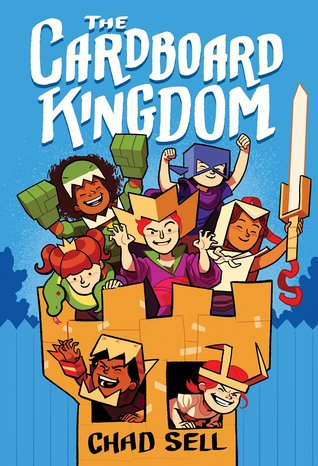 THE
CARDBOARD
KINGDOM
CHAD SELL